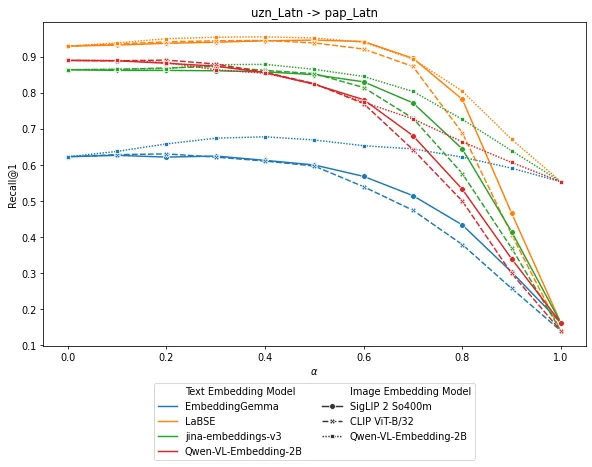 uzn_Latn -> pap_Latn
Recall@1
0.9
0.8
0.7
0.6
0.5
0.4
0.3
0.2
0.1
0.0 0.2 0.4 0.6 0.8 1.0
α
Text Embedding Model
EmbeddingGemma
LaBSE
jina-embeddings-v3
Qwen-VL-Embedding-2B
Image Embedding Model
SigLIP 2 So400m
CLIP ViT-B/32
Qwen-VL-Embedding-2B